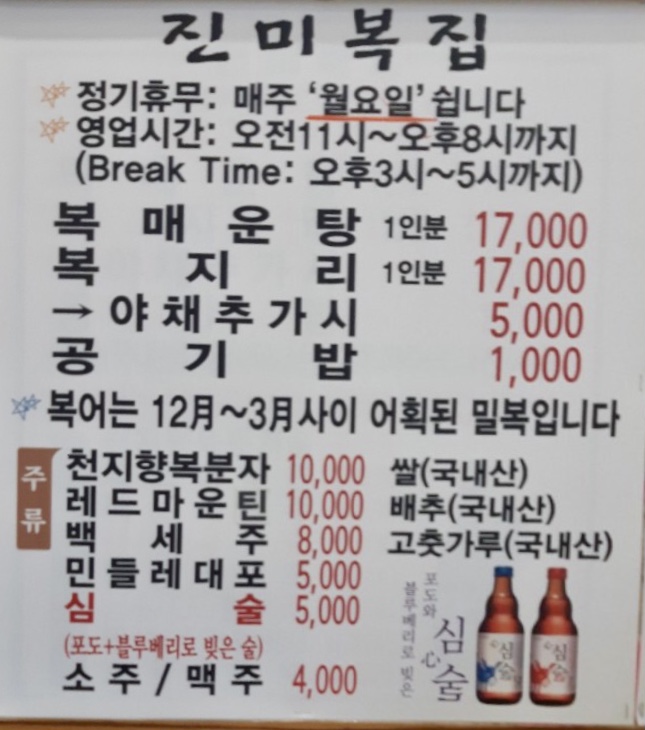 진미복집
정기휴무: 매주 '월요일' 쉽니다
영업시간: 오전11시~오후8시까지
(Break Time: 오후3시~5시까지)
복매운탕 1인분 17,000
복지리 1인분 17,000
→야채추가시 5,000
공기밥 1,000
복어는 12月~3月사이 어획된 밀복입니다
주류
천지향복분자 10,000
레드마운틴 10,000
백세주 8,000
민들레대포 5,000
심술 5,000
(포도+블루베리로 빚은 술)
소주/맥주 4,000
쌀(국내산)
배추(국내산)
고춧가루(국내산)
포도와
블루베리로 빚은
심술
心
심술
심술